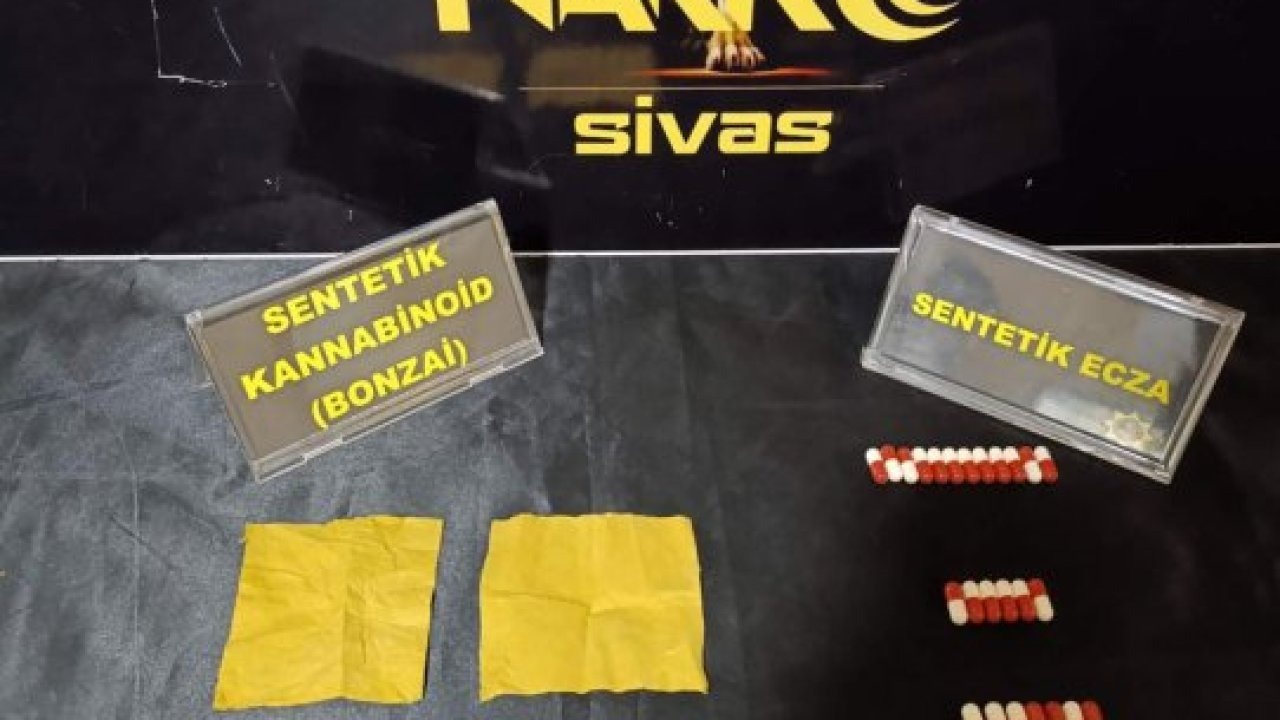 sivas
SENTETİK
KANNABİNOİD
(BONZAİ)
SENTETİK ECZA